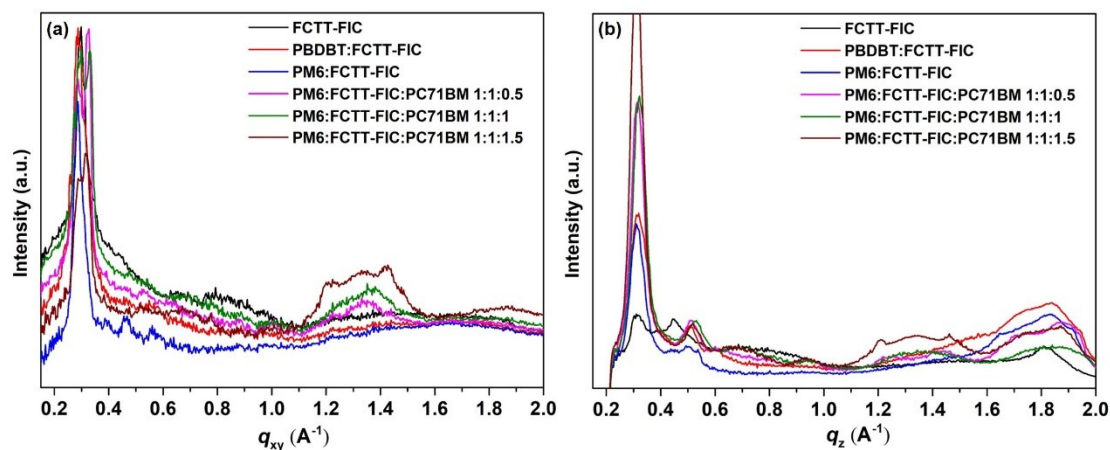 (a)
FCTT-FIC
PBDBT:FCTT-FIC
PM6:FCTT-FIC
PM6:FCTT-FIC:PC71BM 1:1:0.5
PM6:FCTT-FIC:PC71BM 1:1:1
PM6:FCTT-FIC:PC71BM 1:1:1.5
Intensity (a.u.)
0.2 0.4 0.6 0.8 1.0 1.2 1.4 1.6 1.8 2.0
qxy (A⁻¹)
(b)
FCTT-FIC
PBDBT:FCTT-FIC
PM6:FCTT-FIC
PM6:FCTT-FIC:PC71BM 1:1:0.5
PM6:FCTT-FIC:PC71BM 1:1:1
PM6:FCTT-FIC:PC71BM 1:1:1.5
Intensity (a.u.)
0.2 0.4 0.6 0.8 1.0 1.2 1.4 1.6 1.8 2.0
qz (A⁻¹)